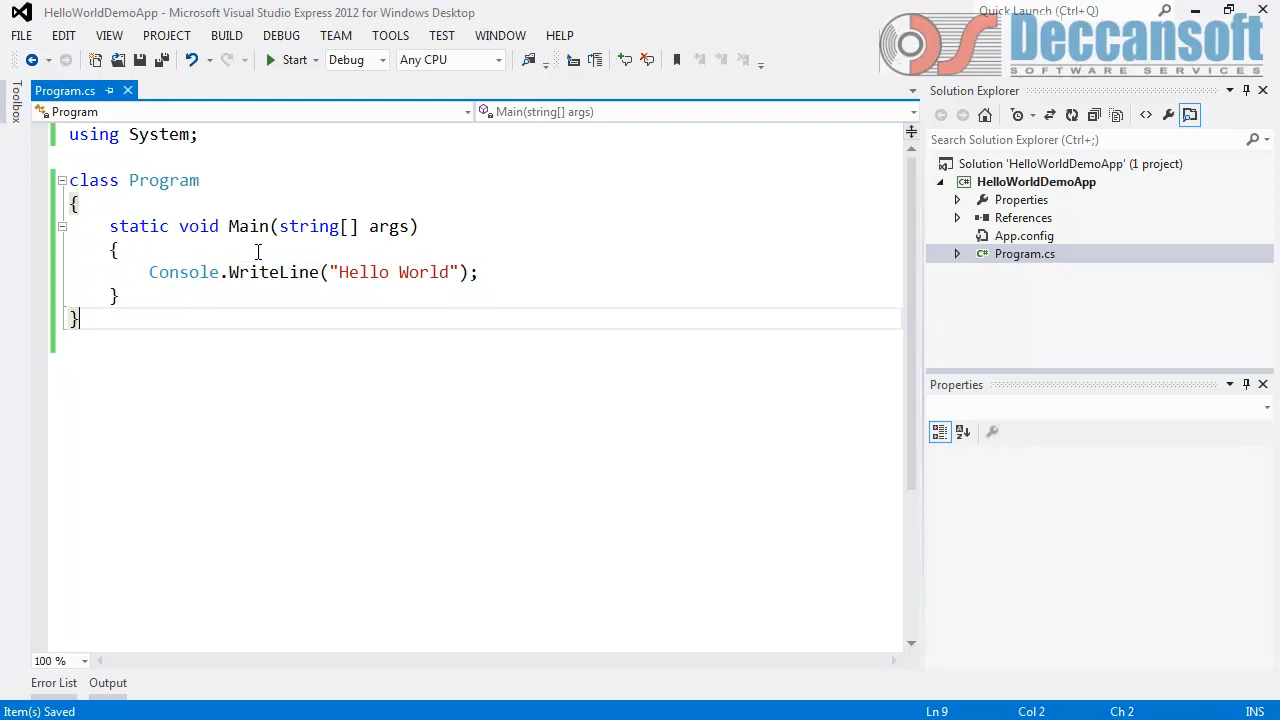 HelloWorldDemoApp - Microsoft Visual Studio Express 2012 for Windows Desktop
Quick Launch (Ctrl+Q)
FILE EDIT VIEW PROJECT BUILD DEBUG TEAM TOOLS TEST WINDOW HELP
Deccansoft
SOFTWARE SERVICES
Start Debug Any CPU
Toolbox
Program.cs
Program
Main(string[] args)
using System;
class Program
{
static void Main(string[] args)
{
Console.WriteLine("Hello World");
}
}
100 %
Solution Explorer
Search Solution Explorer (Ctrl+;)
Solution 'HelloWorldDemoApp' (1 project)
HelloWorldDemoApp
Properties
References
App.config
Program.cs
Properties
Error List Output
Item(s) Saved
Ln 9 Col 2 Ch 2 INS